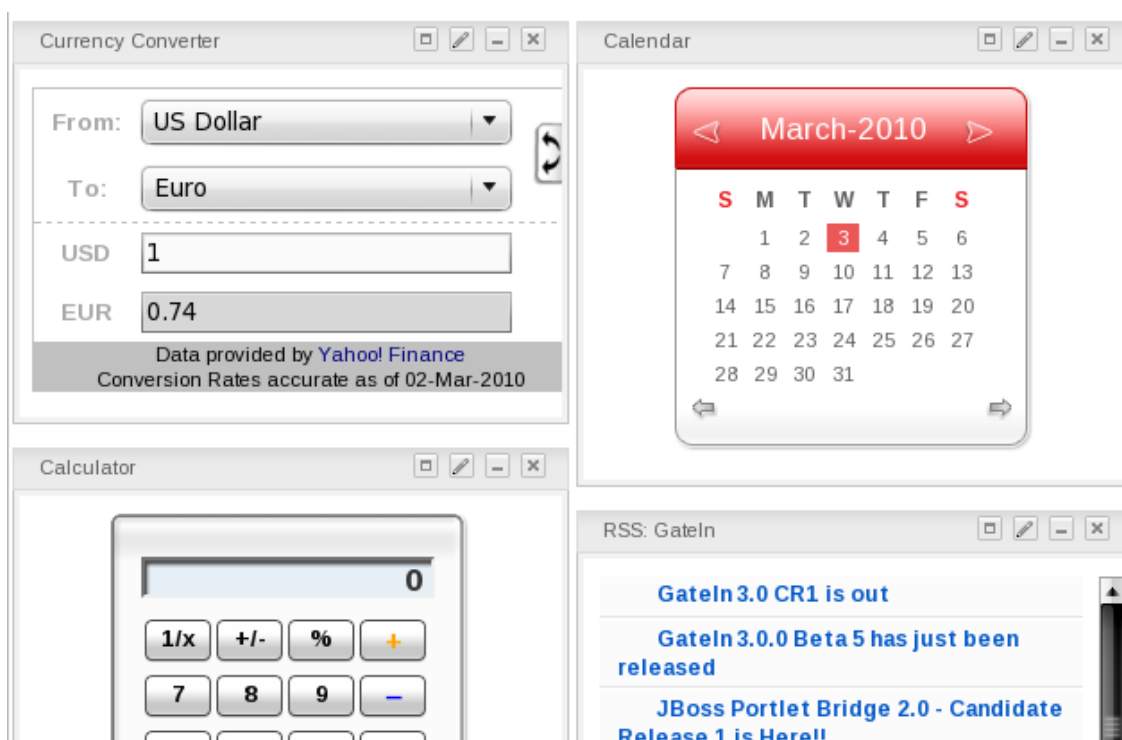 Currency Converter
From: US Dollar
To: Euro
USD 1
EUR 0.74
Data provided by Yahoo! Finance
Conversion Rates accurate as of 02-Mar-2010
Calendar
March-2010
S M T W T F S
1 2 3 4 5 6
7 8 9 10 11 12 13
14 15 16 17 18 19 20
21 22 23 24 25 26 27
28 29 30 31
Calculator
0
1/x +/- % +
7 8 9 −
RSS: GateIn
GateIn 3.0 CR1 is out
GateIn 3.0.0 Beta 5 has just been
released
JBoss Portlet Bridge 2.0 - Candidate
Release 1 is Here!!